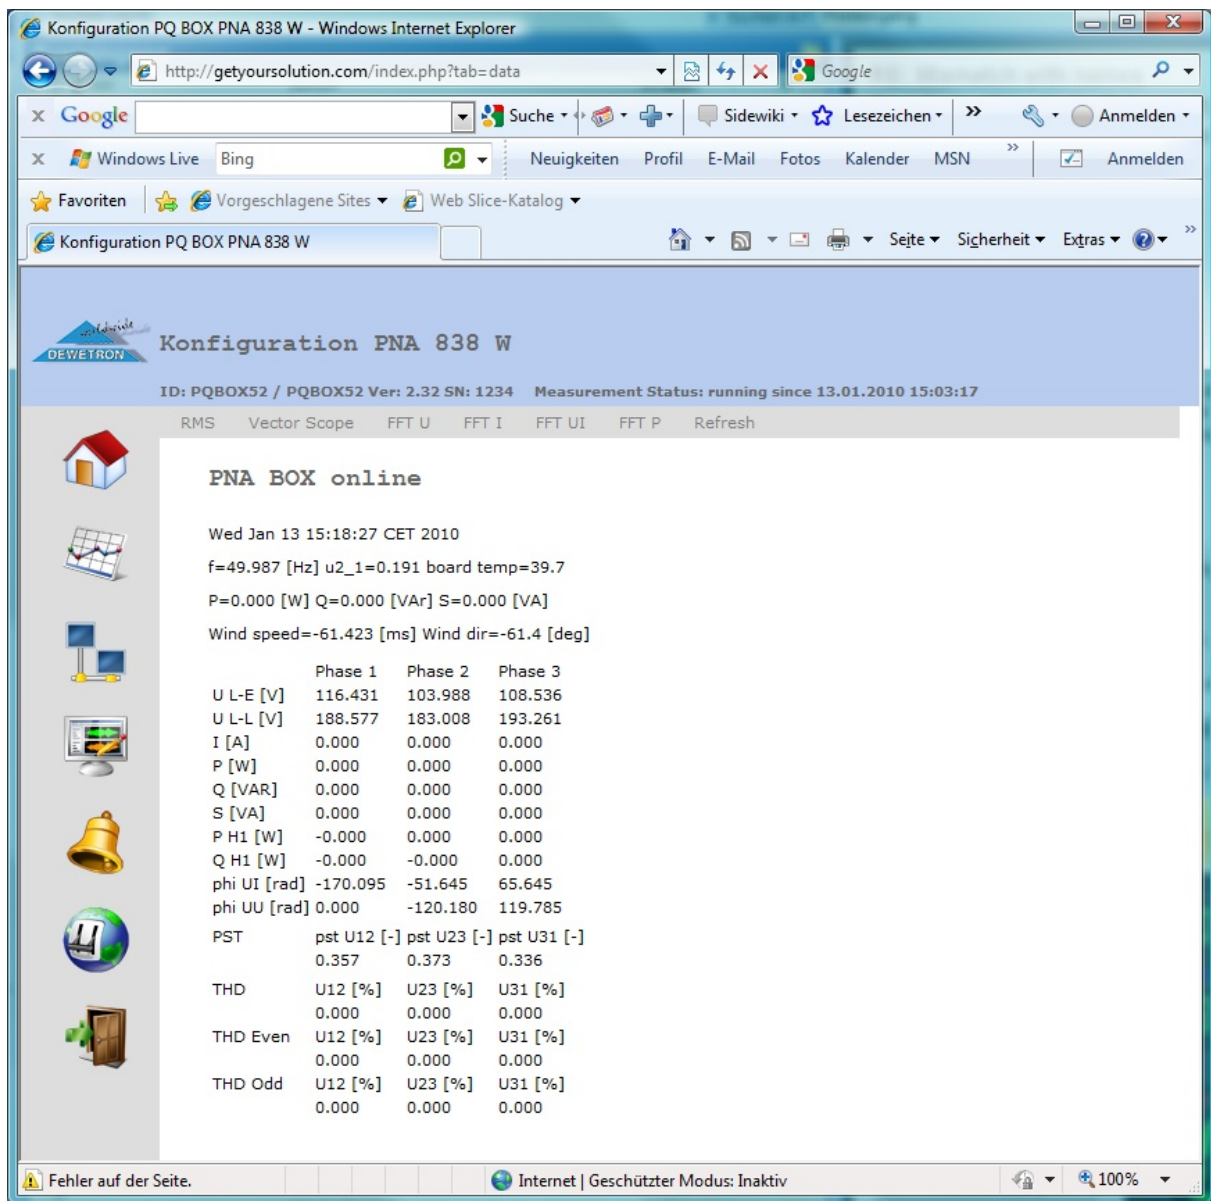 Konfiguration PQ BOX PNA 838 W - Windows Internet Explorer
http://getyoursolution.com/index.php?tab=data Google
x Google Suche Sidewiki Lesezeichen » Anmelden
x Windows Live Bing Neuigkeiten Profil E-Mail Fotos Kalender MSN » Anmelden
Favoriten Vorgeschlagene Sites Web Slice-Katalog
Konfiguration PQ BOX PNA 838 W Seite Sicherheit Extras »
DEWETRON Konfiguration PNA 838 W
ID: PQBOX52 / PQBOX52 Ver: 2.32 SN: 1234 Measurement Status: running since 13.01.2010 15:03:17
RMS Vector Scope FFT U FFT I FFT UI FFT P Refresh
PNA BOX online
Wed Jan 13 15:18:27 CET 2010
f=49.987 [Hz] u2_1=0.191 board temp=39.7
P=0.000 [W] Q=0.000 [VAr] S=0.000 [VA]
Wind speed=-61.423 [ms] Wind dir=-61.4 [deg]
Phase 1 Phase 2 Phase 3
U L-E [V] 116.431 103.988 108.536
U L-L [V] 188.577 183.008 193.261
I [A] 0.000 0.000 0.000
P [W] 0.000 0.000 0.000
Q [VAR] 0.000 0.000 0.000
S [VA] 0.000 0.000 0.000
P H1 [W] -0.000 0.000 0.000
Q H1 [W] -0.000 -0.000 0.000
phi UI [rad] -170.095 -51.645 65.645
phi UU [rad] 0.000 -120.180 119.785
PST pst U12 [-] pst U23 [-] pst U31 [-]
0.357 0.373 0.336
THD U12 [%] U23 [%] U31 [%]
0.000 0.000 0.000
THD Even U12 [%] U23 [%] U31 [%]
0.000 0.000 0.000
THD Odd U12 [%] U23 [%] U31 [%]
0.000 0.000 0.000
Fehler auf der Seite. Internet | Geschützter Modus: Inaktiv 100%